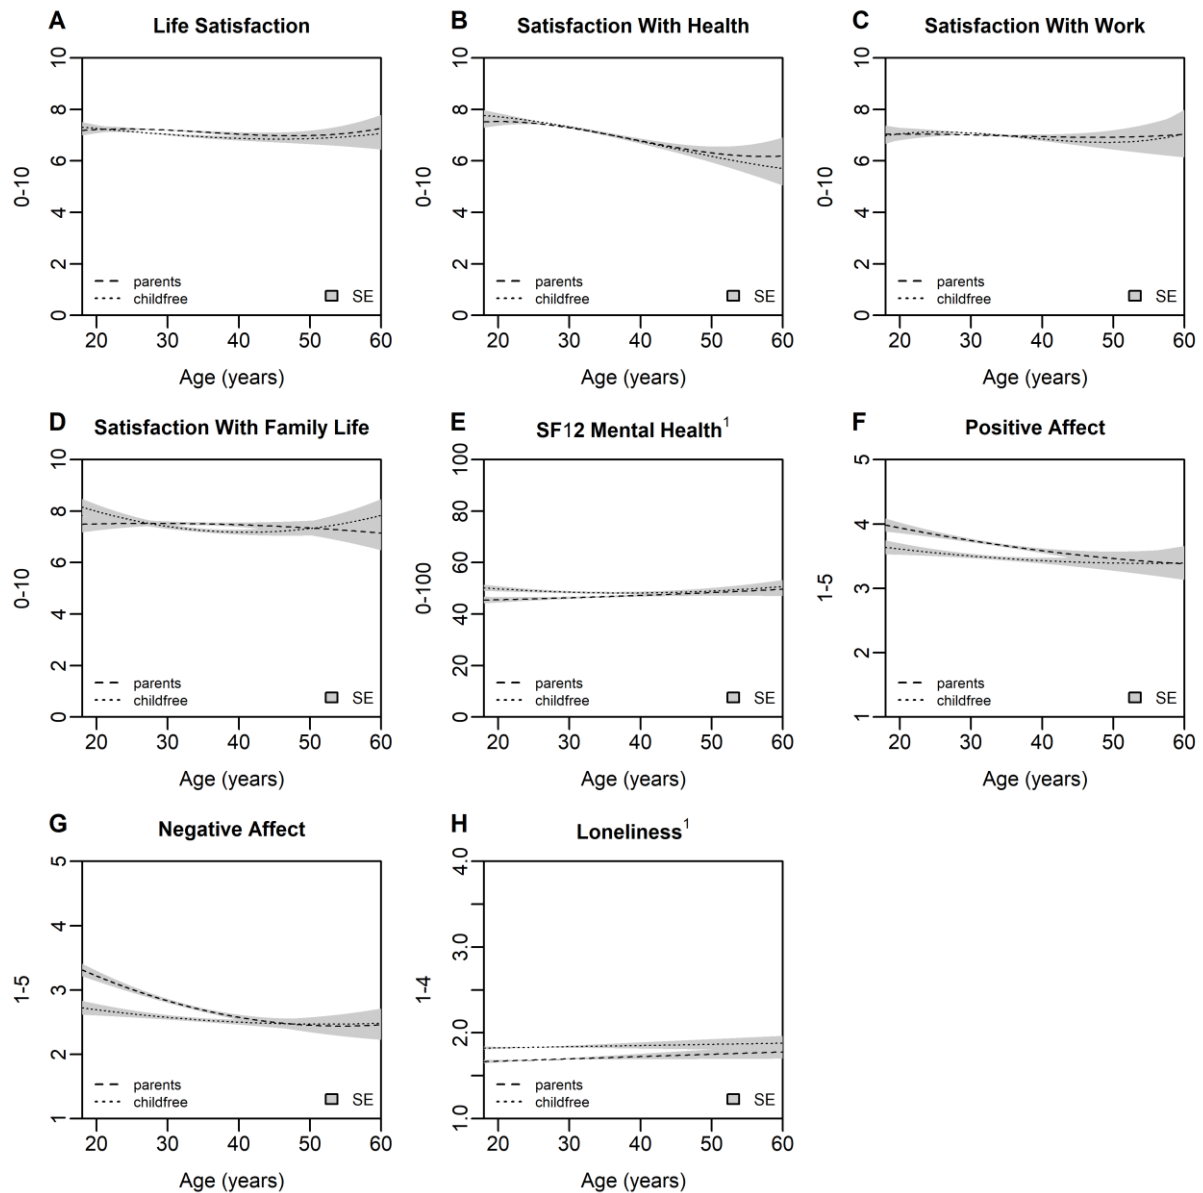 A Life Satisfaction
10
8
6
4
2
0
0-10
parents
childfree
SE
20 30 40 50 60
Age (years)
B Satisfaction With Health
10
8
6
4
2
0
0-10
parents
childfree
SE
20 30 40 50 60
Age (years)
C Satisfaction With Work
10
8
6
4
2
0
0-10
parents
childfree
SE
20 30 40 50 60
Age (years)
D Satisfaction With Family Life
10
8
6
4
2
0
0-10
parents
childfree
SE
20 30 40 50 60
Age (years)
E SF12 Mental Health¹
100
80
60
40
20
0
0-100
parents
childfree
SE
20 30 40 50 60
Age (years)
F Positive Affect
5
4
3
2
1
1-5
parents
childfree
SE
20 30 40 50 60
Age (years)
G Negative Affect
5
4
3
2
1
1-5
parents
childfree
SE
20 30 40 50 60
Age (years)
H Loneliness¹
4.0
3.0
2.0
1.0
1-4
parents
childfree
SE
20 30 40 50 60
Age (years)